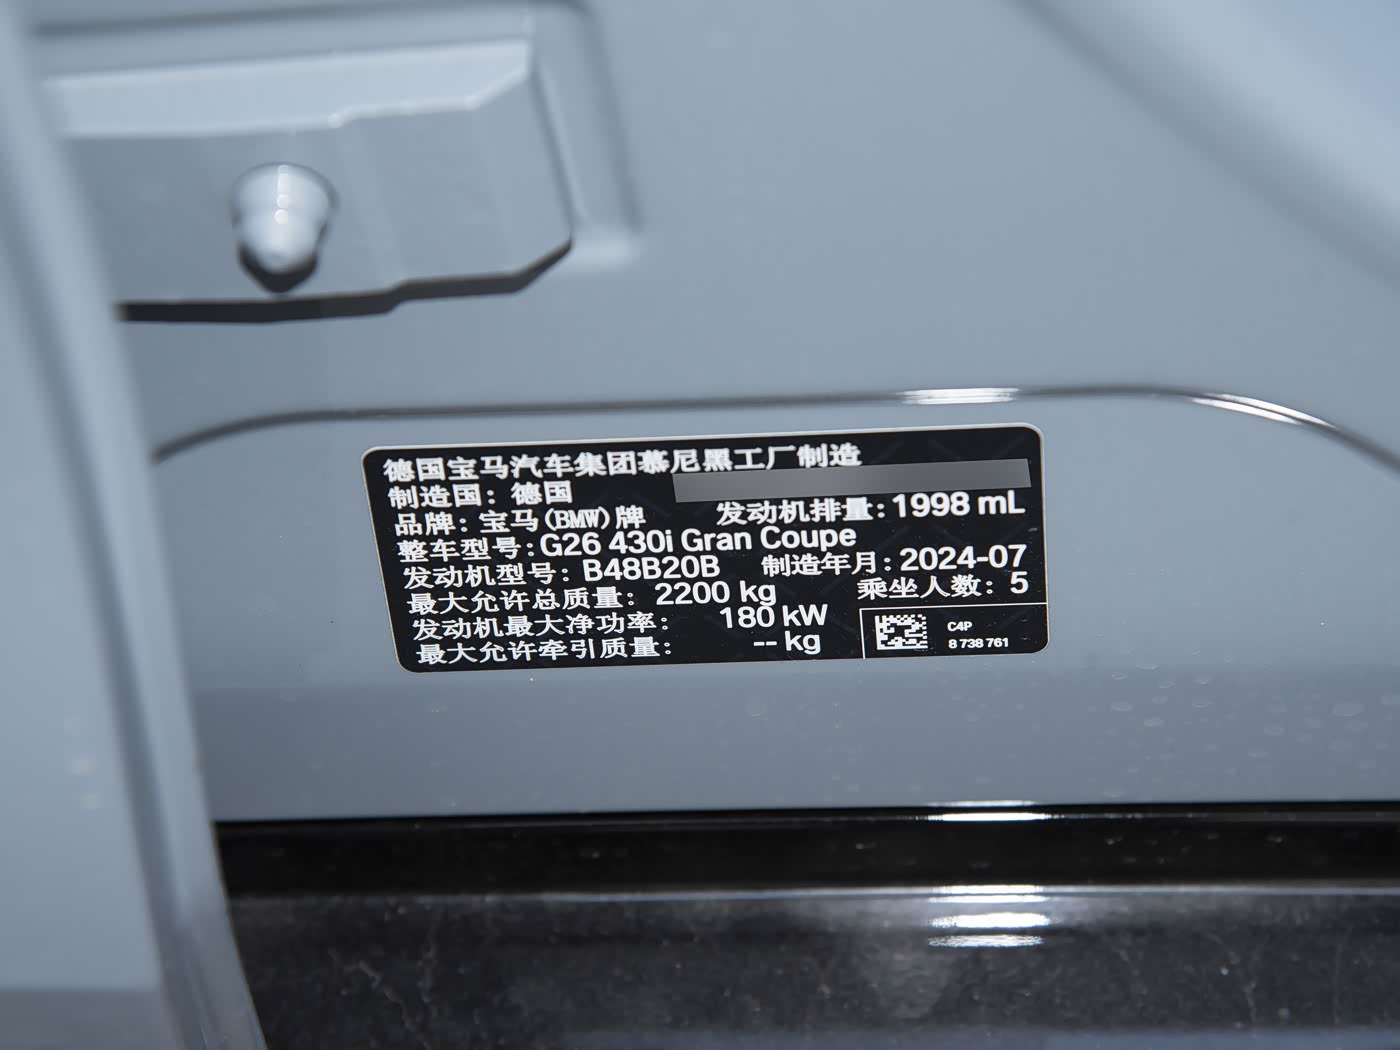 德国宝马汽车集团慕尼黑工厂制造
制造国：德国
品牌：宝马(BMW)牌 发动机排量：1998 mL
整车型号：G26 430i Gran Coupe
发动机型号：B48B20B 制造年月：2024-07
最大允许总质量：2200 kg 乘坐人数：5
发动机最大净功率：180 kW
最大允许牵引质量：-- kg
C4P
8 738 761